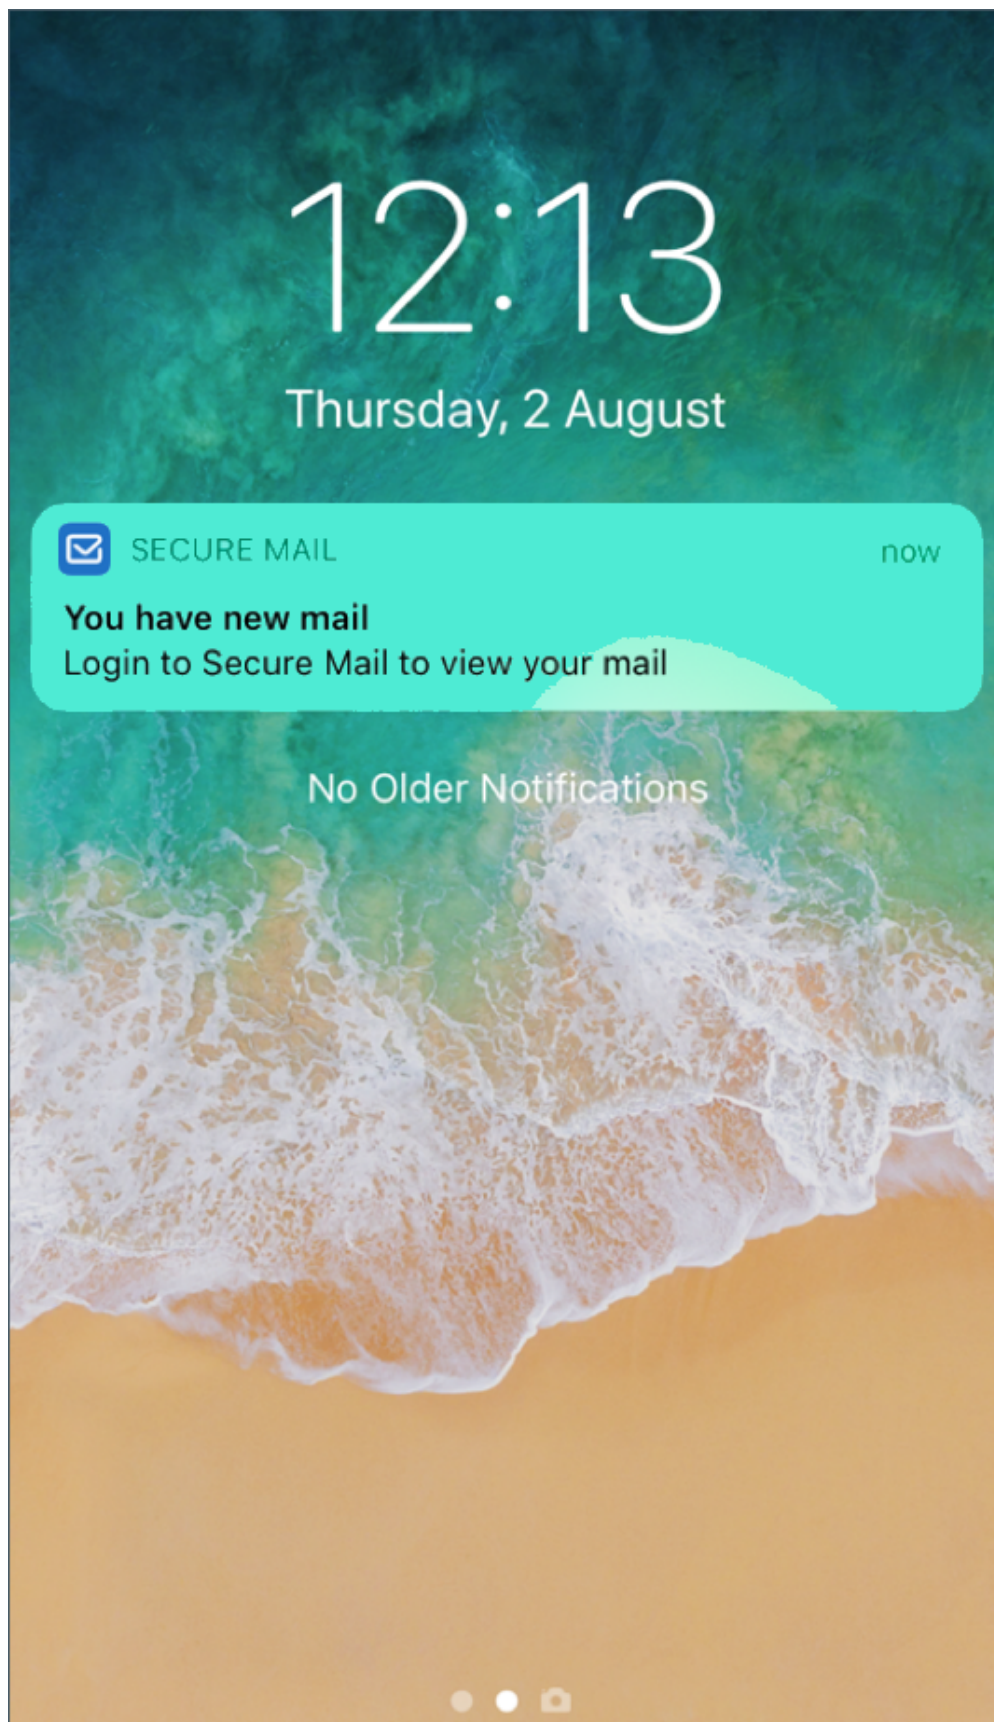 12:13
Thursday, 2 August
SECURE MAIL
now
You have new mail
Login to Secure Mail to view your mail
No Older Notifications